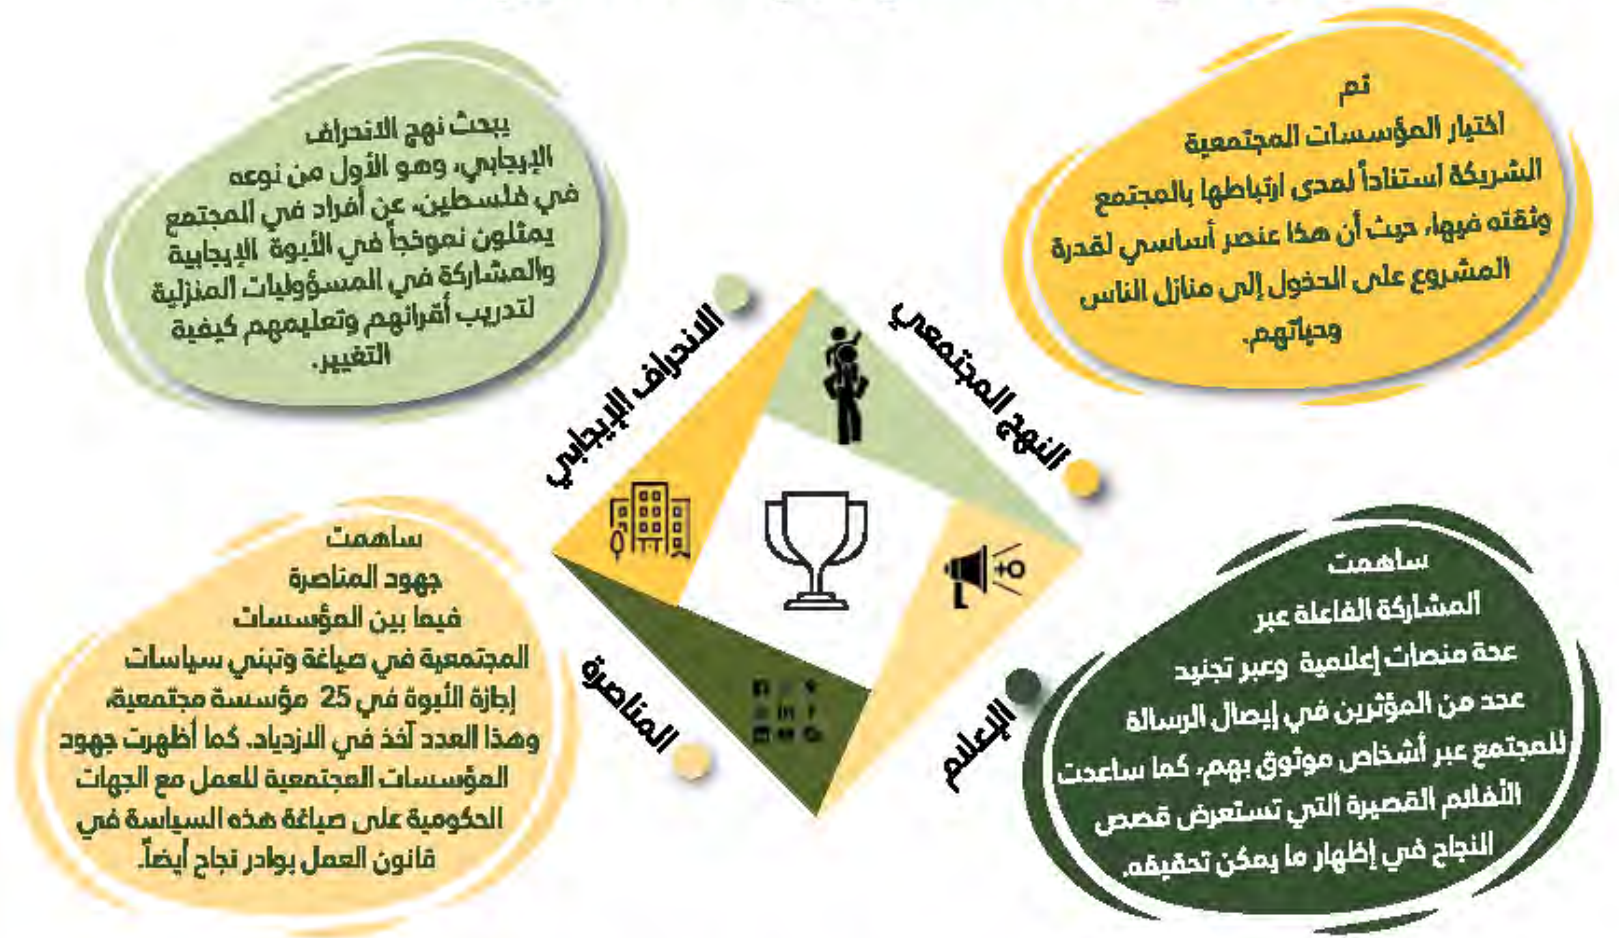 تم
اختيار المؤسسات المجتمعية
الشريكة استناداً لمدى ارتباطها بالمجتمع
وثقته فيها، حيث أن هذا عنصر أساسي لقدرة
المشروع على الدخول إلى منازل الناس
وحياتهم.
النهج المجتمعي
يبحث نهج الانحراف
الإيجابي، وهو الأول من نوعه
في فلسطين، عن أفراد في المجتمع
يمثلون نموذجاً في الأبوة الإيجابية
والمشاركة في المسؤوليات المنزلية
لتدريب أقرانهم وتعليمهم كيفية
التغيير.
الانحراف الإيجابي
ساهمت
المشاركة الفاعلة عبر
عدة منصات إعلامية وعبر تجنيد
عدد من المؤثرين في إيصال الرسالة
للمجتمع عبر أشخاص موثوق بهم، كما ساعدت
الأفلام القصيرة التي تستعرض قصص
النجاح في إظهار ما يمكن تحقيقه.
الإعلام
ساهمت
جهود المناصرة
فيما بين المؤسسات
المجتمعية في صياغة وتبني سياسات
إجازة الأبوة في 25 مؤسسة مجتمعية،
وهذا العدد آخذ في الازدياد. كما أظهرت جهود
المؤسسات المجتمعية للعمل مع الجهات
الحكومية على صياغة هذه السياسة في
قانون العمل بوادر نجاح أيضاً.
المناصرة